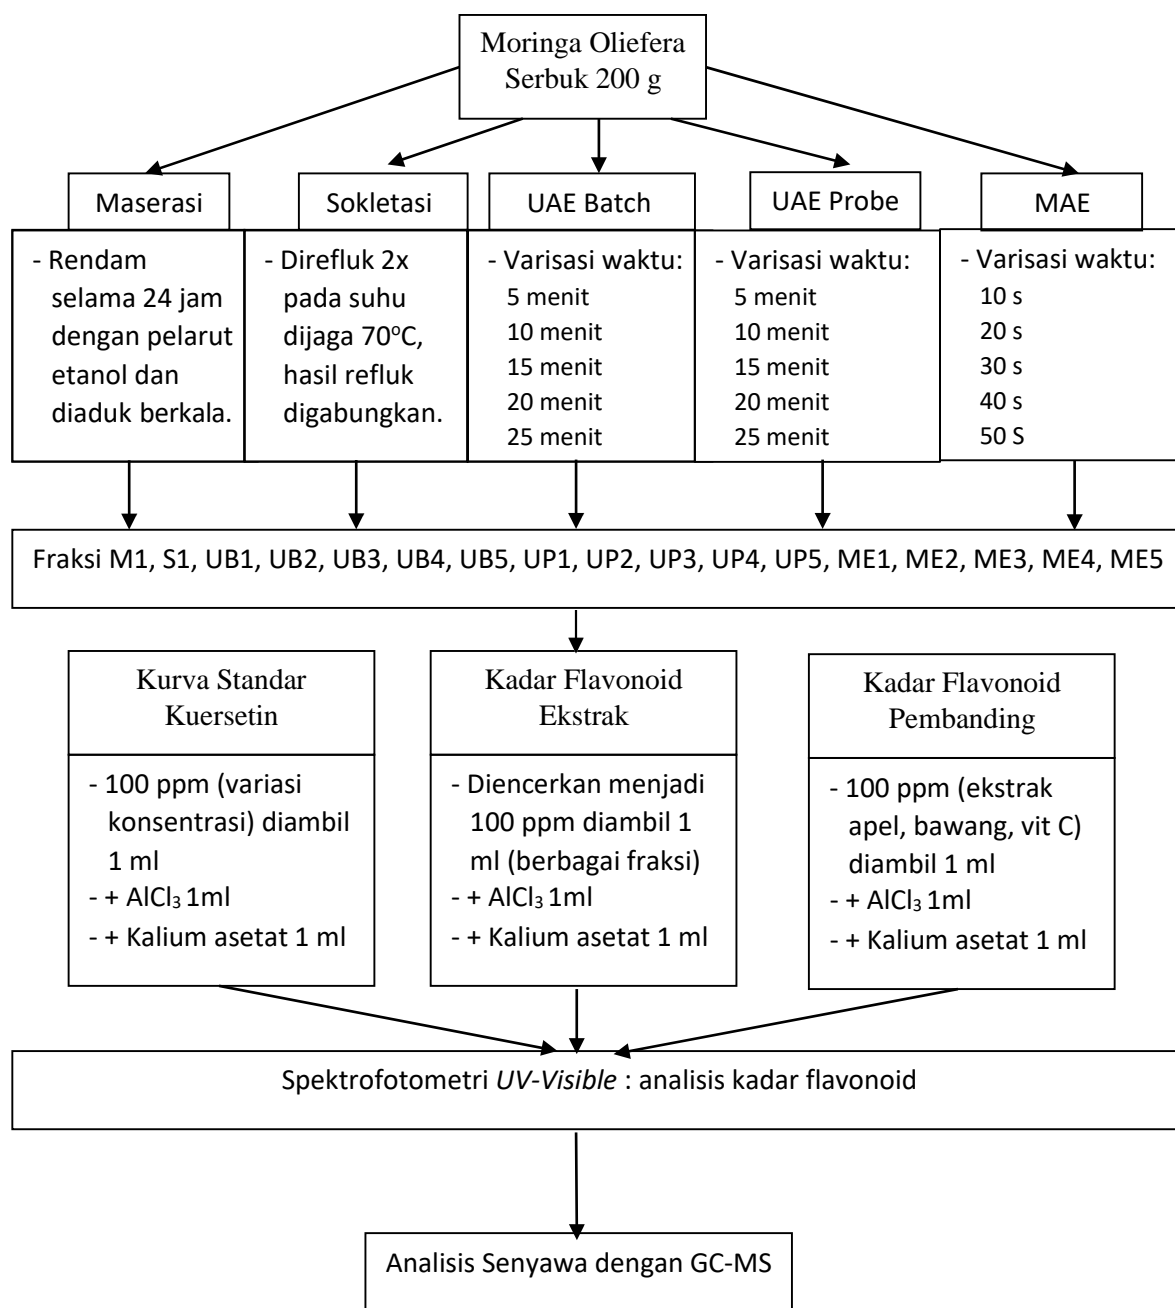 Moringa Oliefera
Serbuk 200 g
Maserasi
Sokletasi
UAE Batch
UAE Probe
MAE
- Rendam
selama 24 jam
dengan pelarut
etanol dan
diaduk berkala.
- Direfluk 2x
pada suhu
dijaga 70°C,
hasil refluk
digabungkan.
- Varisasi waktu:
5 menit
10 menit
15 menit
20 menit
25 menit
- Varisasi waktu:
5 menit
10 menit
15 menit
20 menit
25 menit
- Varisasi waktu:
10 s
20 s
30 s
40 s
50 S
Fraksi M1, S1, UB1, UB2, UB3, UB4, UB5, UP1, UP2, UP3, UP4, UP5, ME1, ME2, ME3, ME4, ME5
Kurva Standar
Kuersetin
- 100 ppm (variasi
konsentrasi) diambil
1 ml
- + AlCl₃ 1ml
- + Kalium asetat 1 ml
Kadar Flavonoid
Ekstrak
- Diencerkan menjadi
100 ppm diambil 1
ml (berbagai fraksi)
- + AlCl₃ 1ml
- + Kalium asetat 1 ml
Kadar Flavonoid
Pembanding
- 100 ppm (ekstrak
apel, bawang, vit C)
diambil 1 ml
- + AlCl₃ 1ml
- + Kalium asetat 1 ml
Spektrofotometri UV-Visible : analisis kadar flavonoid
Analisis Senyawa dengan GC-MS